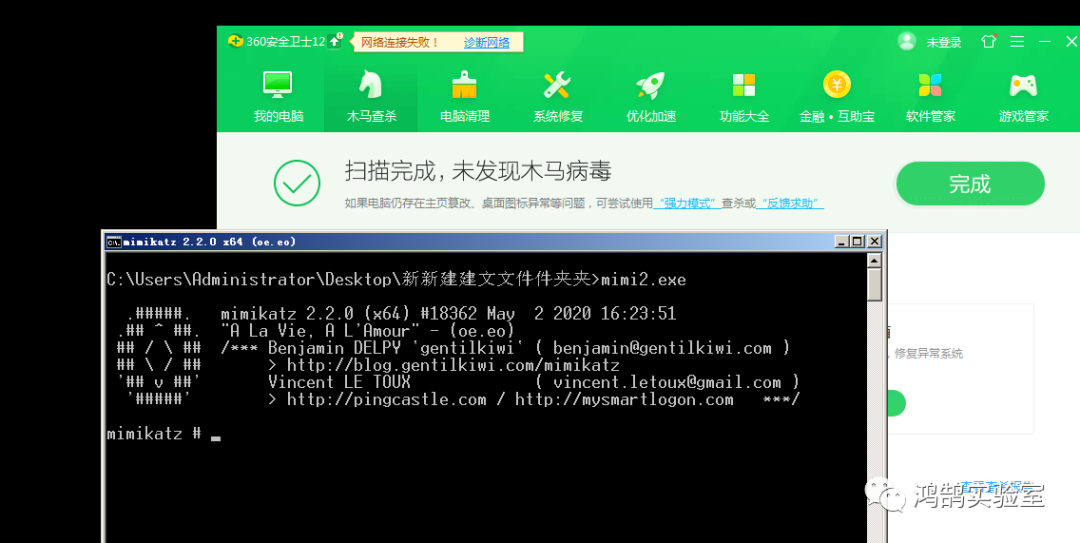 360安全卫士12
网络连接失败！ 诊断网络
未登录
我的电脑 木马查杀 电脑清理 系统修复 优化加速 功能大全 金融•互助宝 软件管家 游戏管家
扫描完成，未发现木马病毒
如果电脑仍存在主页篡改、桌面图标异常等问题，可尝试使用“强力模式”查杀或“反馈求助”
完成
mimikatz 2.2.0 x64 (oe.eo)
C:\Users\Administrator\Desktop\新新建建文文件件夹夹>mimi2.exe
.#####.   mimikatz 2.2.0 (x64) #18362 May  2 2020 16:23:51
.## ^ ##.  "A La Vie, A L'Amour" - (oe.eo)
## / \ ##  /*** Benjamin DELPY `gentilkiwi` ( benjamin@gentilkiwi.com )
## \ / ##       > http://blog.gentilkiwi.com/mimikatz
'## v ##'       Vincent LE TOUX             ( vincent.letoux@gmail.com )
'#####'        > http://pingcastle.com / http://mysmartlogon.com   ***/
mimikatz #
，修复异常系统
鸿鹄实验室